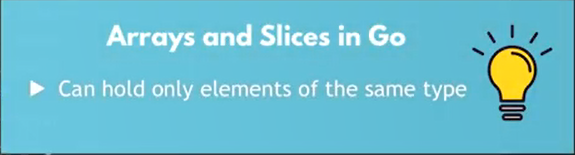 Arrays and Slices in Go
Can hold only elements of the same type